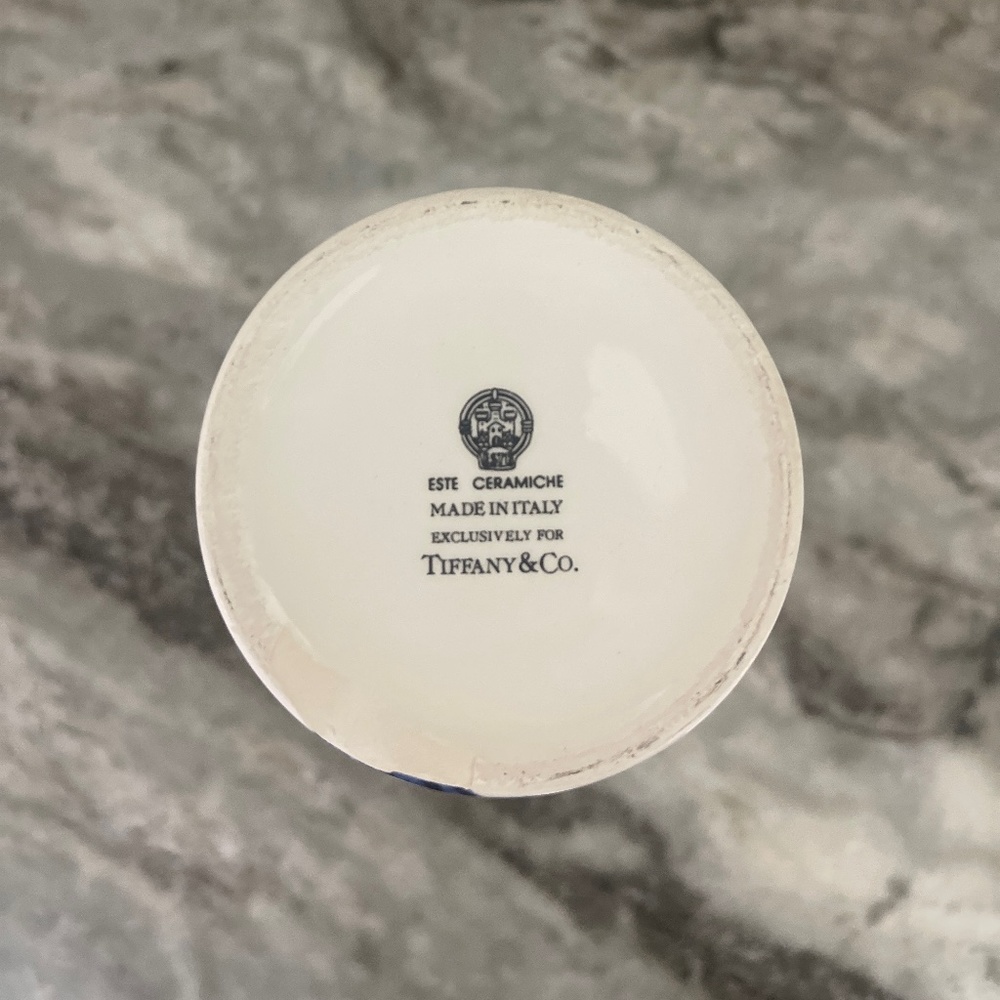 ESTE CERAMICHE
MADE IN ITALY
EXCLUSIVELY FOR
TIFFANY & CO.